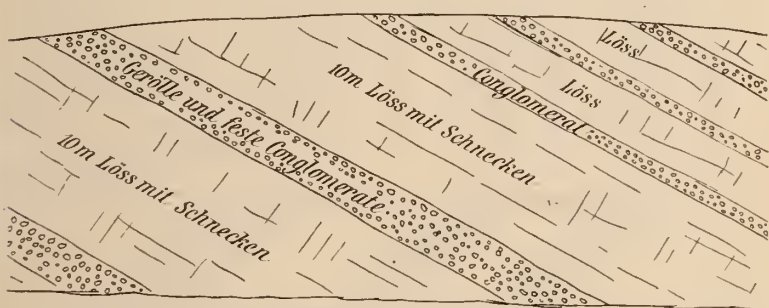 10m Löss mit Schnecken
Gerölle und feste Conglomerate
10m Löss mit Schnecken
Conglomerat
Löss
Löss